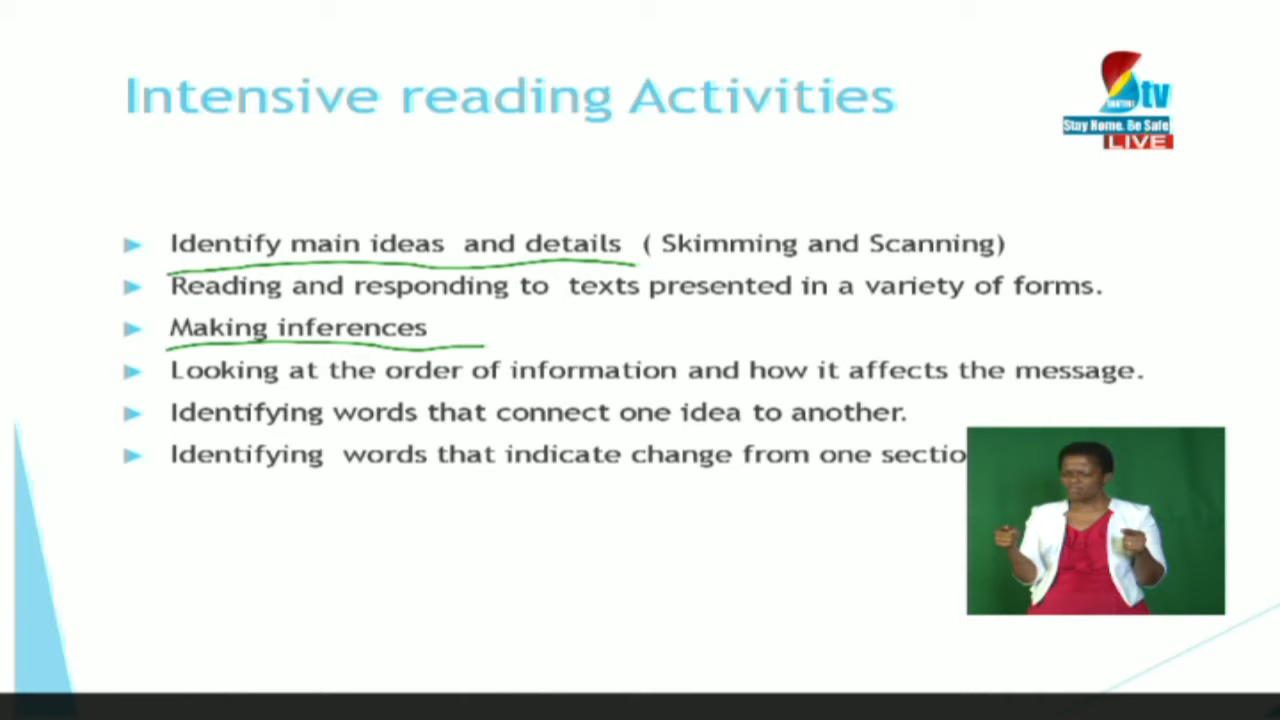 Intensive reading Activities
tv
Stay Home. Be Safe
LIVE
Identify main ideas and details ( Skimming and Scanning)
Reading and responding to texts presented in a variety of forms.
Making inferences
Looking at the order of information and how it affects the message.
Identifying words that connect one idea to another.
Identifying words that indicate change from one sectio